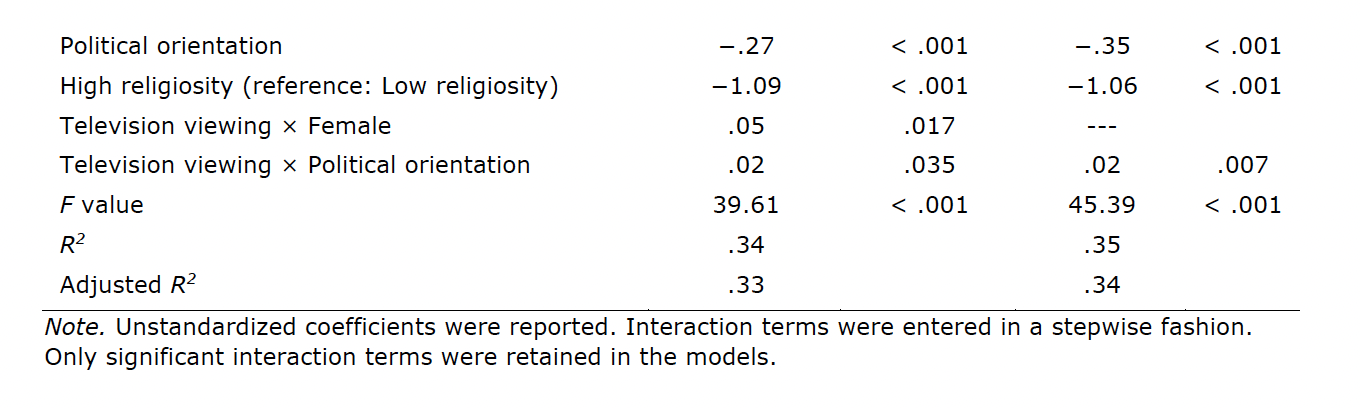 Political orientation −.27 < .001 −.35 < .001
High religiosity (reference: Low religiosity) −1.09 < .001 −1.06 < .001
Television viewing × Female .05 .017 ---
Television viewing × Political orientation .02 .035 .02 .007
F value 39.61 < .001 45.39 < .001
R² .34 .35
Adjusted R² .33 .34
Note. Unstandardized coefficients were reported. Interaction terms were entered in a stepwise fashion.
Only significant interaction terms were retained in the models.